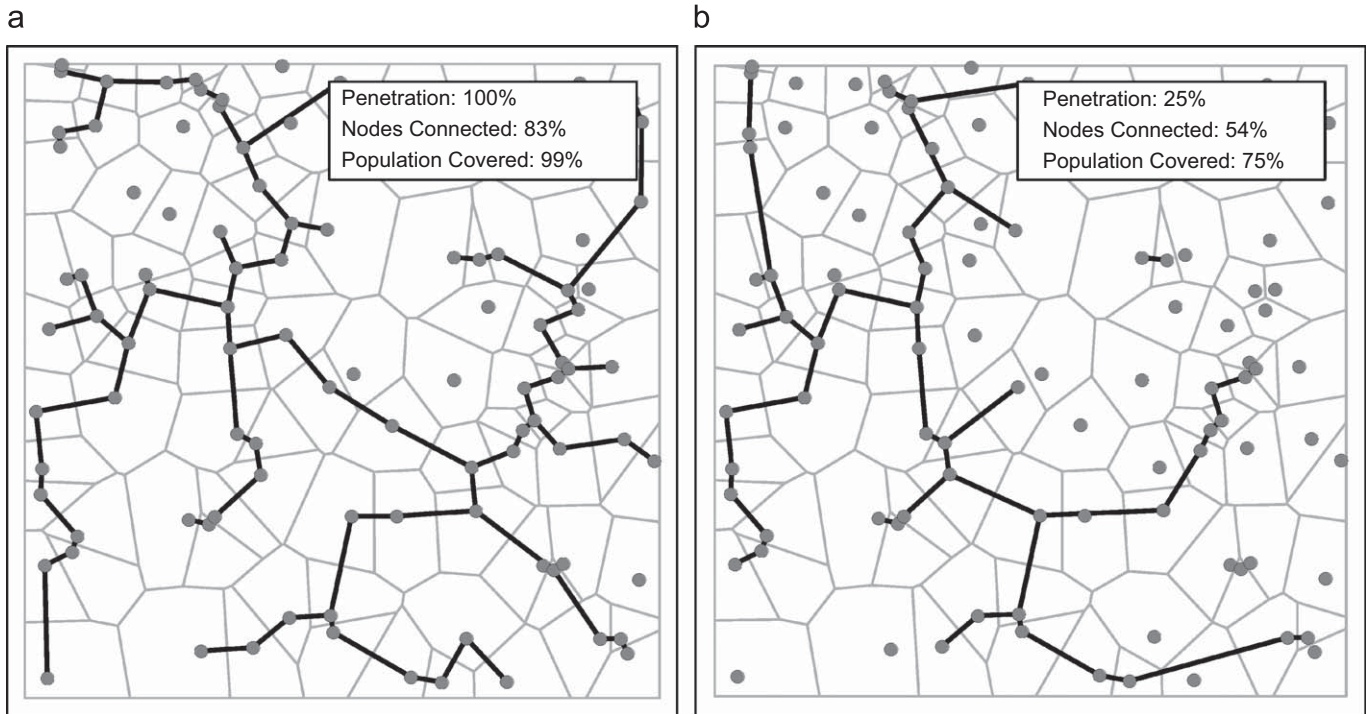 a
Penetration: 100%
Nodes Connected: 83%
Population Covered: 99%
b
Penetration: 25%
Nodes Connected: 54%
Population Covered: 75%